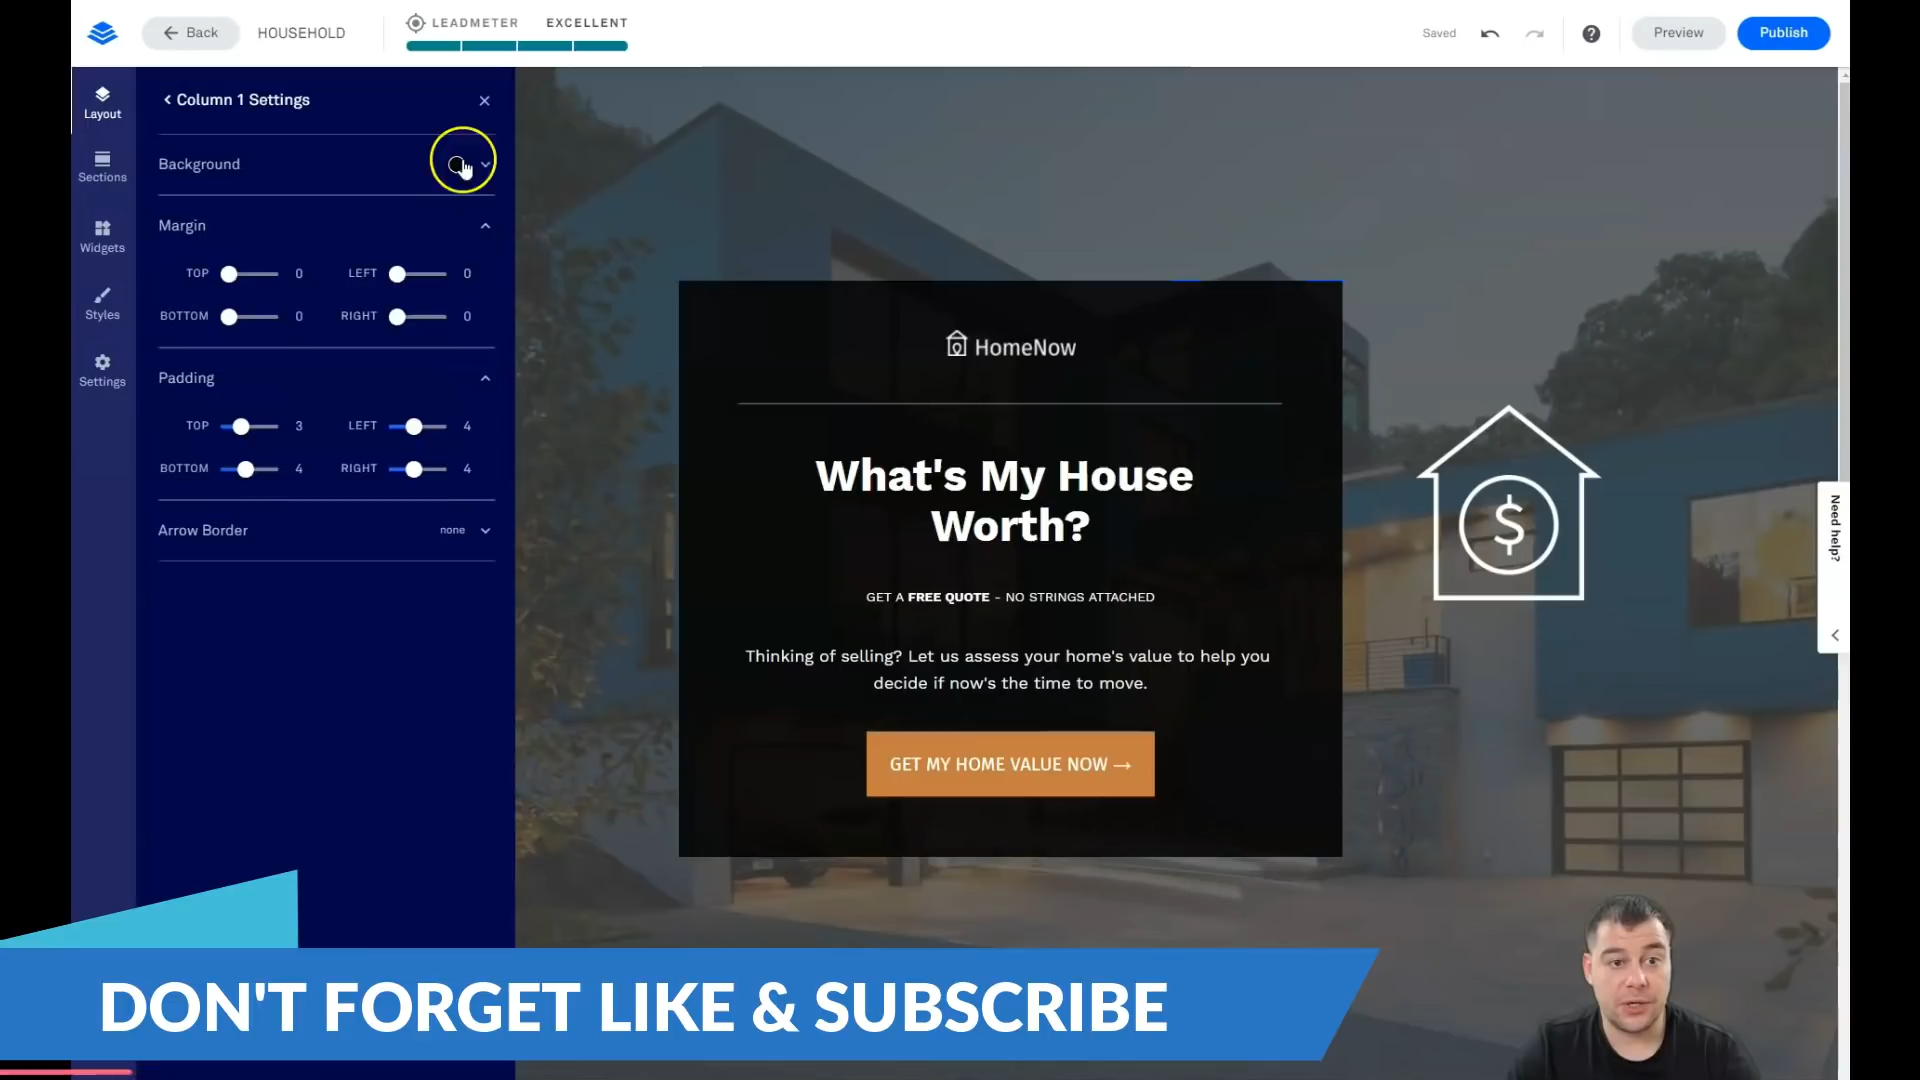 Back
HOUSEHOLD
LEADMETER EXCELLENT
Saved
Preview
Publish
Layout
Sections
Widgets
Styles
Settings
Column 1 Settings
Background
Margin
TOP 0 LEFT 0
BOTTOM 0 RIGHT 0
Padding
TOP 3 LEFT 4
BOTTOM 4 RIGHT 4
Arrow Border none
HomeNow
What's My House
Worth?
GET A FREE QUOTE - NO STRINGS ATTACHED
Thinking of selling? Let us assess your home's value to help you
decide if now's the time to move.
GET MY HOME VALUE NOW →
$
Need help?
DON'T FORGET LIKE & SUBSCRIBE